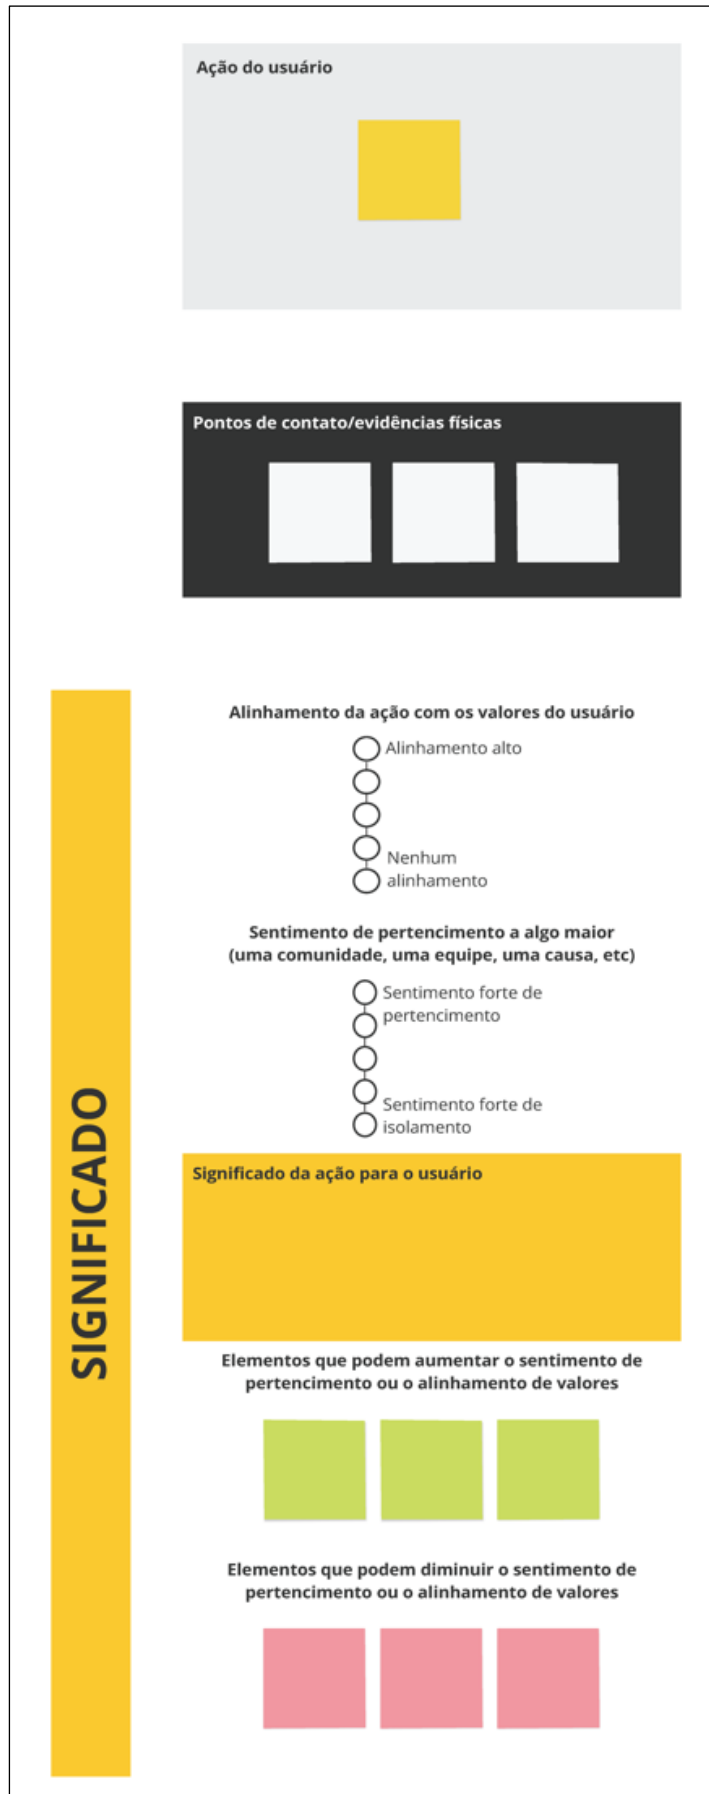 Ação do usuário
Pontos de contato/evidências físicas
SIGNIFICADO
Alinhamento da ação com os valores do usuário
Alinhamento alto
Nenhum
alinhamento
Sentimento de pertencimento a algo maior
(uma comunidade, uma equipe, uma causa, etc)
Sentimento forte de
pertencimento
Sentimento forte de
isolamento
Significado da ação para o usuário
Elementos que podem aumentar o sentimento de
pertencimento ou o alinhamento de valores
Elementos que podem diminuir o sentimento de
pertencimento ou o alinhamento de valores